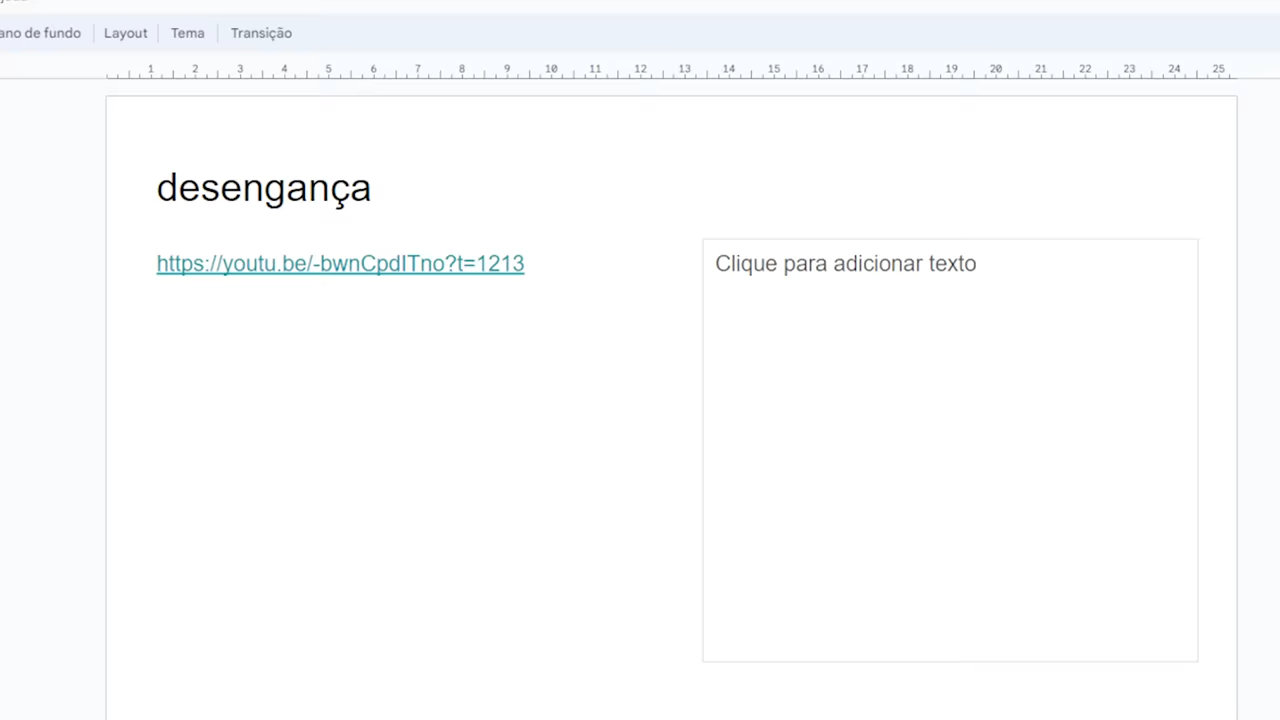 ano de fundo Layout Tema Transição
1 2 3 4 5 6 7 8 9 10 11 12 13 14 15 16 17 18 19 20 21 22 23 24 25
desengança
https://youtu.be/-bwnCpdITno?t=1213
Clique para adicionar texto